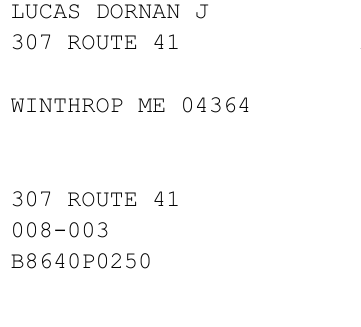 LUCAS DORNAN J
307 ROUTE 41
WINTHROP ME 04364
307 ROUTE 41
008-003
B8640P0250